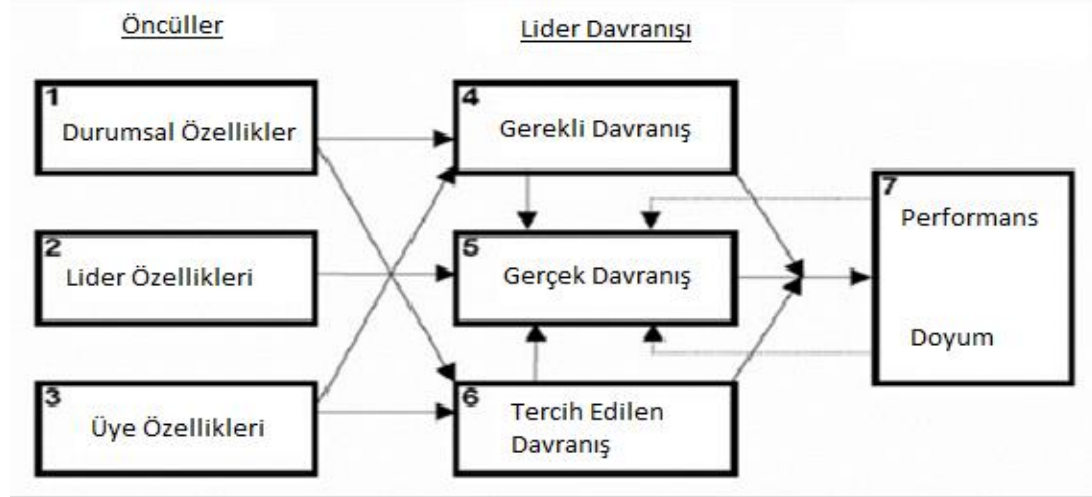 Öncüller
Lider Davranışı
1
Durumsal Özellikler
2
Lider Özellikleri
3
Üye Özellikleri
4
Gerekli Davranış
5
Gerçek Davranış
6
Tercih Edilen
Davranış
7
Performans
Doyum